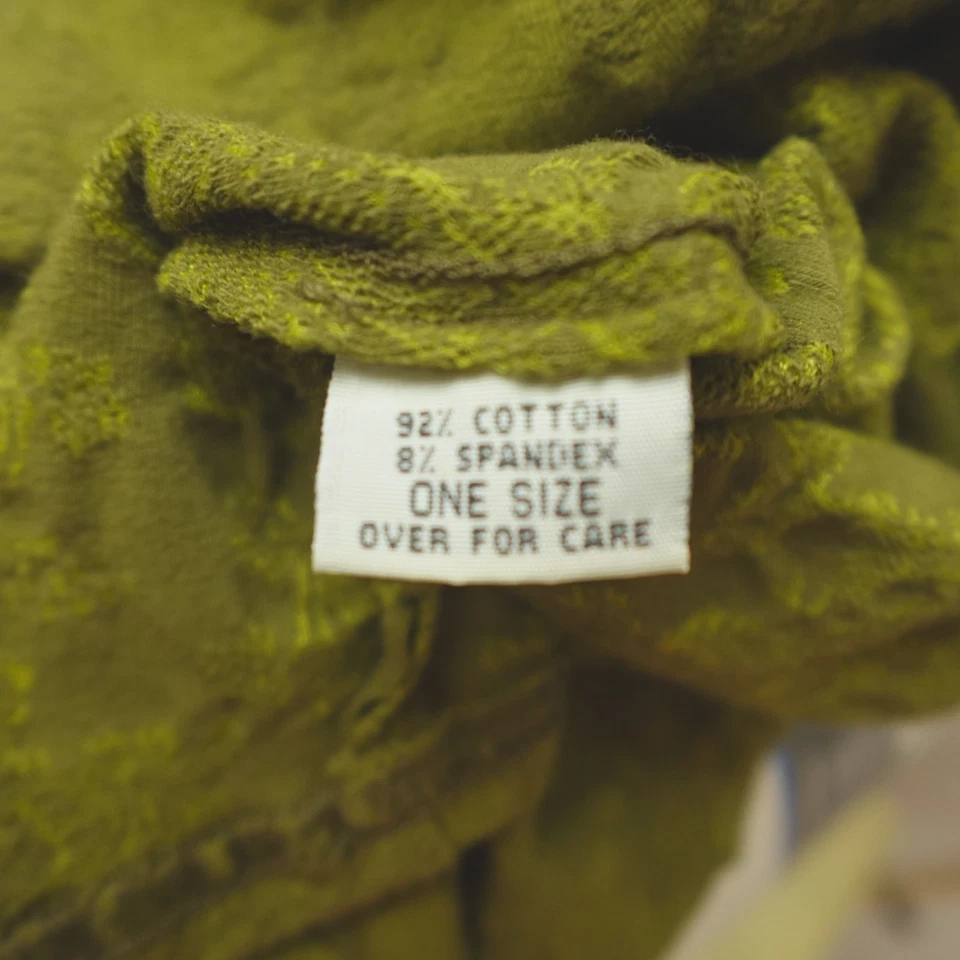 92% COTTON
8% SPANDEX
ONE SIZE
OVER FOR CARE